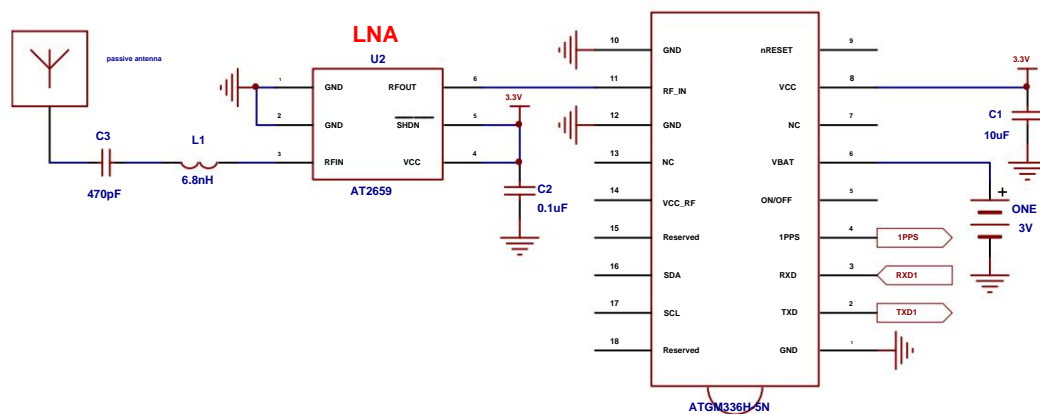 passive antenna
C3
470pF
L1
6.8nH
LNA
U2
1
GND
2
GND
3
RFIN
RFOUT
6
SHDN
5
VCC
4
AT2659
3.3V
C2
0.1uF
10
GND
11
RF_IN
12
GND
13
NC
14
VCC_RF
15
Reserved
16
SDA
17
SCL
18
Reserved
nRESET
9
VCC
8
NC
7
VBAT
6
ON/OFF
5
1PPS
4
1PPS
RXD
3
RXD1
TXD
2
TXD1
GND
1
ATGM336H-5N
3.3V
C1
10uF
+
ONE
3V